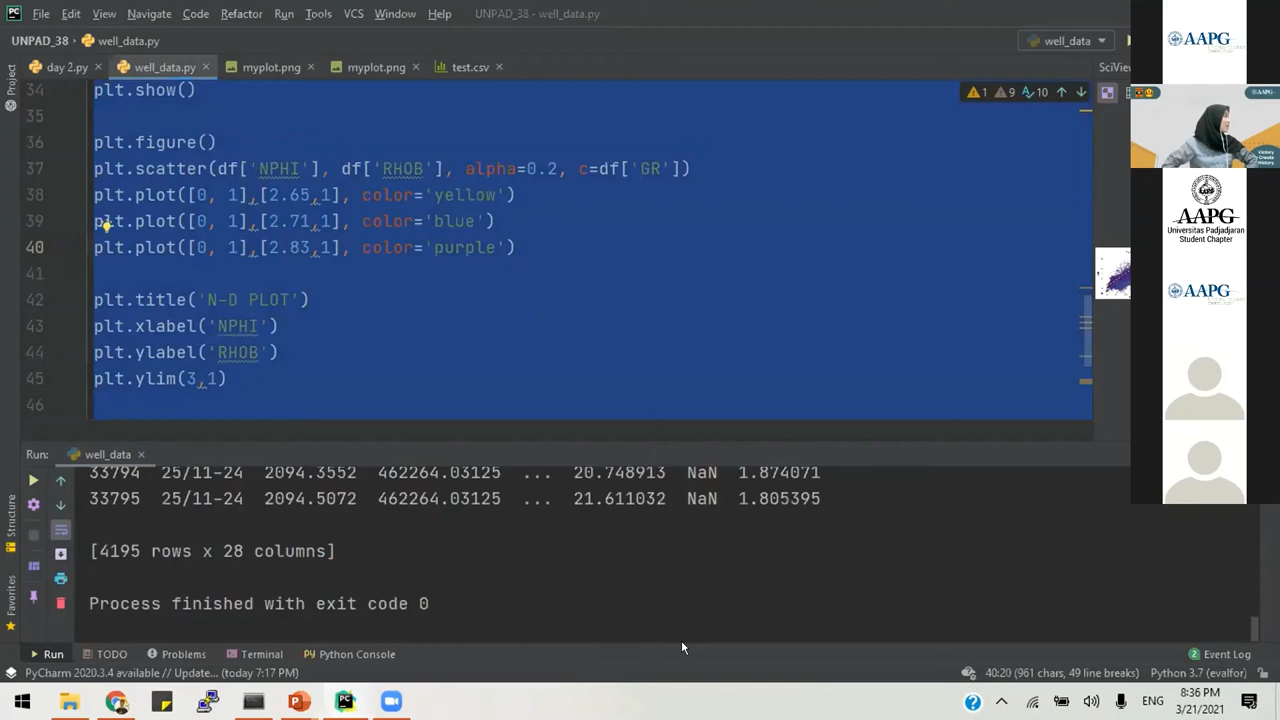 File Edit View Navigate Code Refactor Run Tools VCS Window Help UNPAD_38 - well_data.py
UNPAD_38 well_data.py well_data
Project day 2.py well_data.py myplot.png myplot.png test.csv SciView
34 plt.show()
1 9 10
35
36 plt.figure()
37 plt.scatter(df['NPHI'], df['RHOB'], alpha=0.2, c=df['GR'])
38 plt.plot([0, 1],[2.65,1], color='yellow')
39 plt.plot([0, 1],[2.71,1], color='blue')
40 plt.plot([0, 1],[2.83,1], color='purple')
41
42 plt.title('N-D PLOT')
43 plt.xlabel('NPHI')
44 plt.ylabel('RHOB')
45 plt.ylim(3,1)
46
Run: well_data
33794 25/11-24 2094.3552 462264.03125 ... 20.748913 NaN 1.874071
33795 25/11-24 2094.5072 462264.03125 ... 21.611032 NaN 1.805395
[4195 rows x 28 columns]
Process finished with exit code 0
Structure
Favorites
Run TODO Problems Terminal Python Console 2 Event Log
PyCharm 2020.3.4 available // Update... (today 7:17 PM) 40:20 (961 chars, 49 line breaks) Python 3.7 (evalfor)
ENG 8:36 PM
3/21/2021
AAPG
AAPG
Victory
Create
History
AAPG
Universitas Padjadjaran
Student Chapter
AAPG